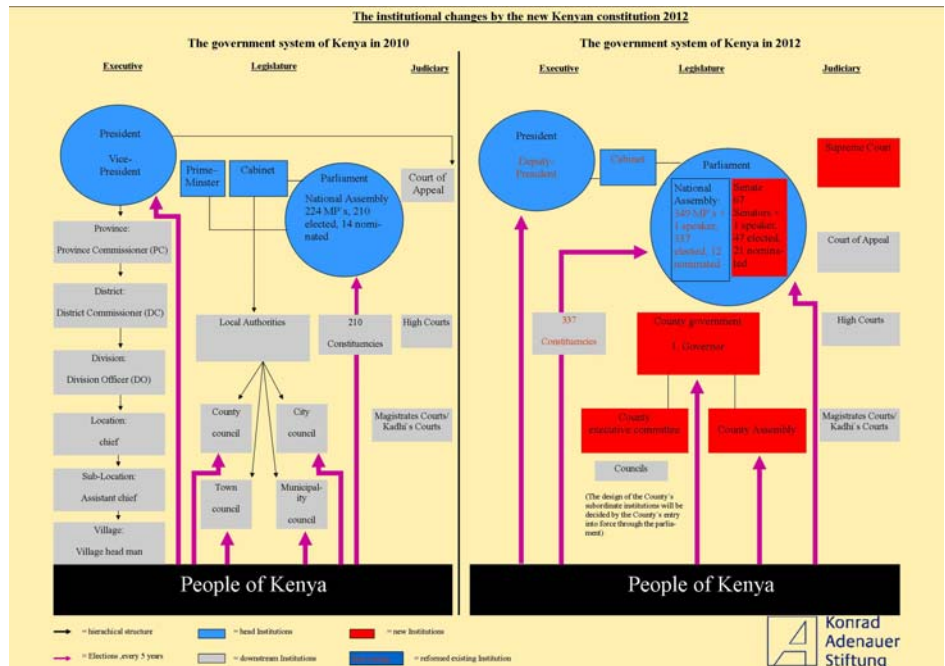 The institutional changes by the new Kenyan constitution 2012
The government system of Kenya in 2010
Executive
Legislature
Judiciary
President
Vice-
President
Prime-
Minster
Cabinet
Parliament
National Assembly
224 MP's, 210
elected, 14 nomi-
nated
Court of
Appeal
Province:
Province Commissioner (PC)
District:
District Commissioner (DC)
Division:
Division Officer (DO)
Location:
chief
Sub-Location:
Assistant chief
Village:
Village head man
Local Authorities
210
Constituencies
High Courts
County
council
City
council
Magistrates Courts/
Kadhi's Courts
Town
council
Municipal-
ity
council
People of Kenya
The government system of Kenya in 2012
Executive
Legislature
Judiciary
President
Deputy-
President
Cabinet
Parliament
National
Assembly:
349 MP's +
1 speaker,
337
elected, 12
nominated
Senate
67
Senators +
1 speaker,
47 elected,
21 nomina-
ted
Supreme Court
Court of Appeal
337
Constituencies
County government
1. Governor
High Courts
County
executive committee
County Assembly
Magistrates Courts/
Kadhi's Courts
Councils
(The design of the County's
subordinate institutions will be
decided by the County's entry
into force through the parlia-
ment)
People of Kenya
= hierachical structure
= head Institutions
= new Institutions
= Elections ,every 5 years
= downstream Institutions
= reformed existing Institution
Konrad
Adenauer
Stiftung